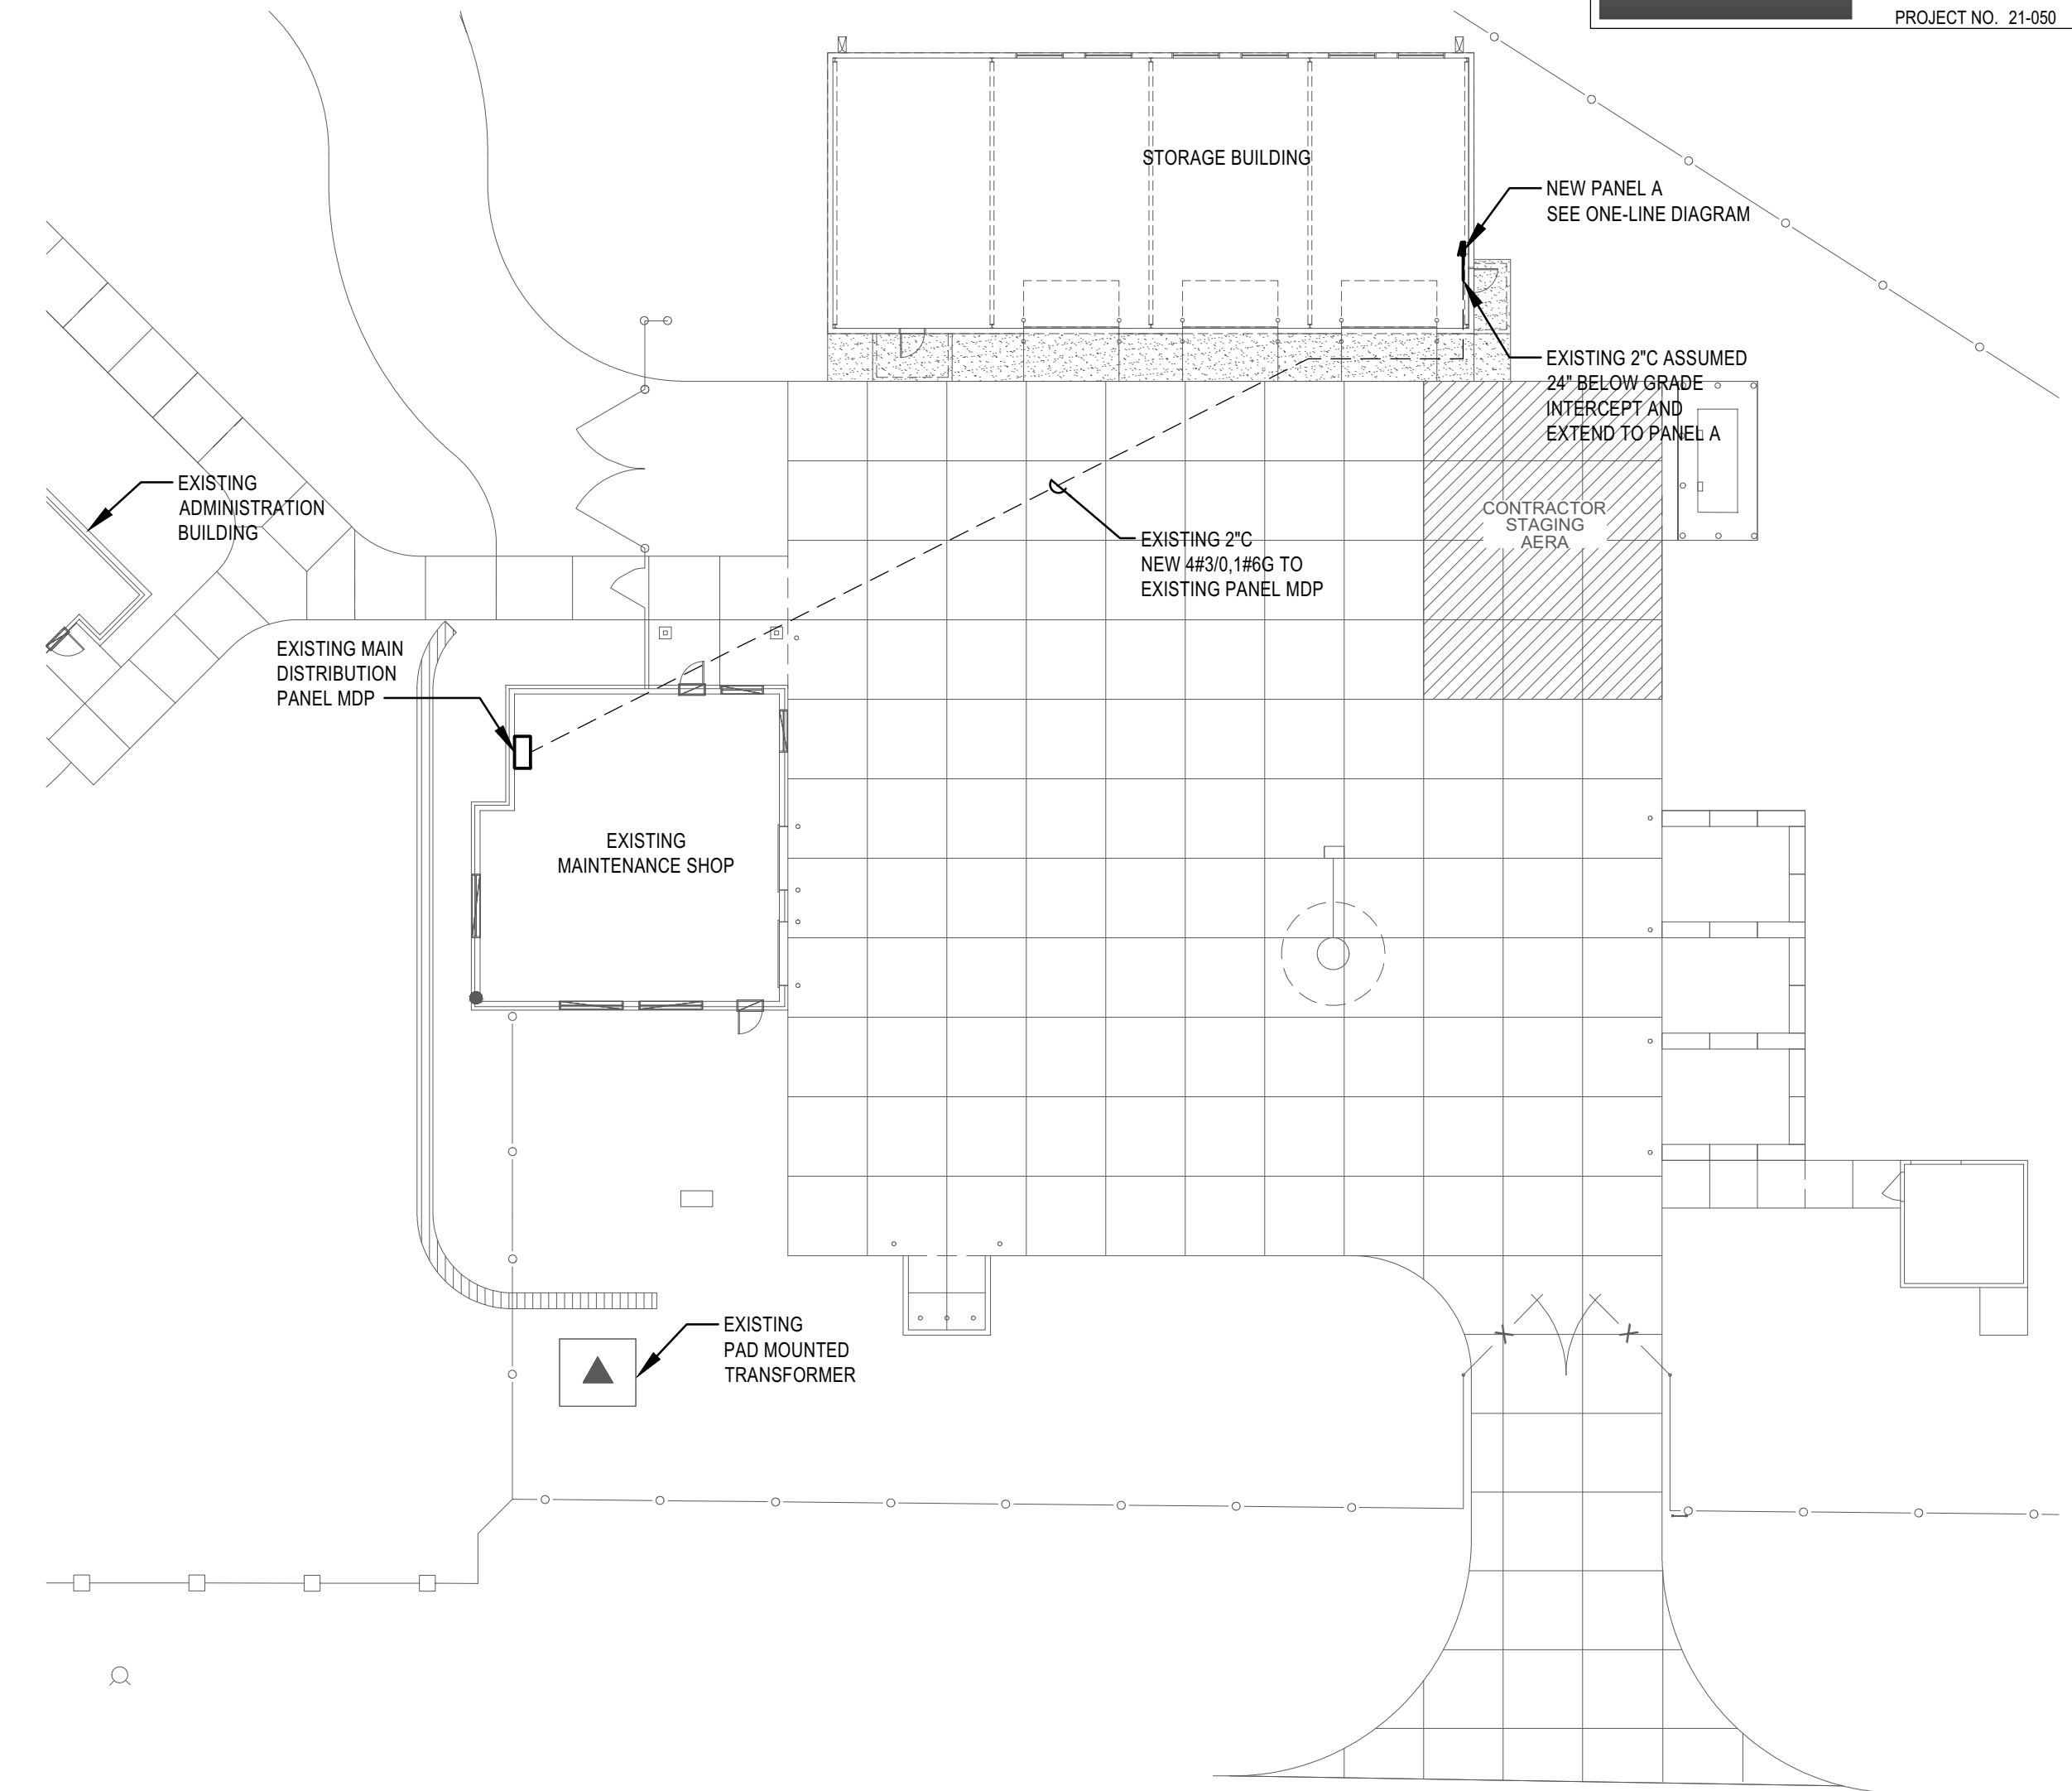 PROJECT NO. 21-050
STORAGE BUILDING
NEW PANEL A
SEE ONE-LINE DIAGRAM
EXISTING 2"C ASSUMED
24" BELOW GRADE
INTERCEPT AND
EXTEND TO PANEL A
EXISTING
ADMINISTRATION
BUILDING
CONTRACTOR
STAGING
AERA
EXISTING 2"C
NEW 4#3/0,1#6G TO
EXISTING PANEL MDP
EXISTING MAIN
DISTRIBUTION
PANEL MDP
EXISTING
MAINTENANCE SHOP
EXISTING
PAD MOUNTED
TRANSFORMER